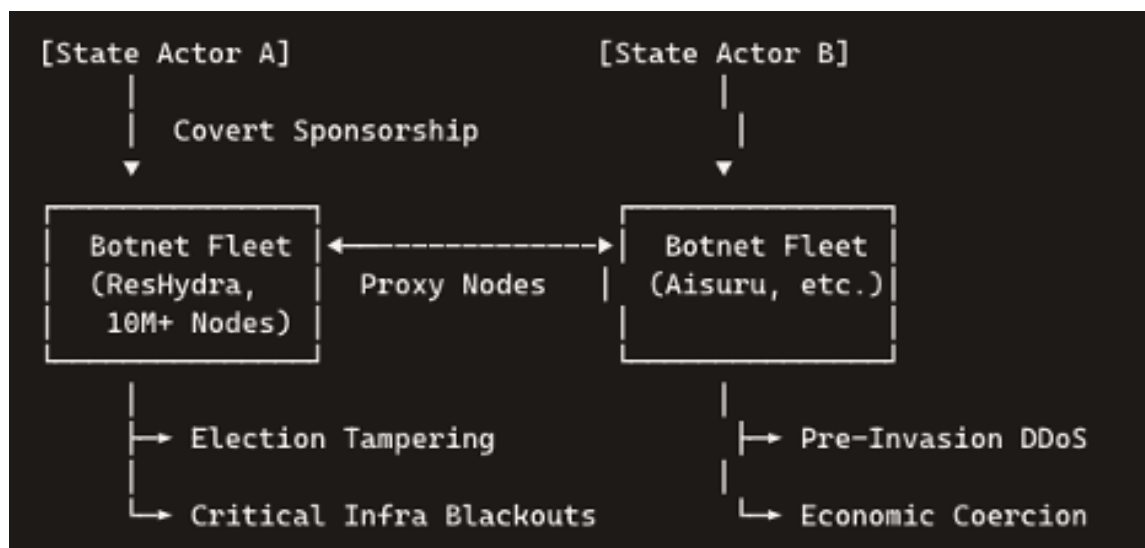 [State Actor A] [State Actor B]
Covert Sponsorship
Botnet Fleet Botnet Fleet
(ResHydra, Proxy Nodes (Aisuru, etc.)
10M+ Nodes)
Election Tampering Pre-Invasion DDoS
Critical Infra Blackouts Economic Coercion